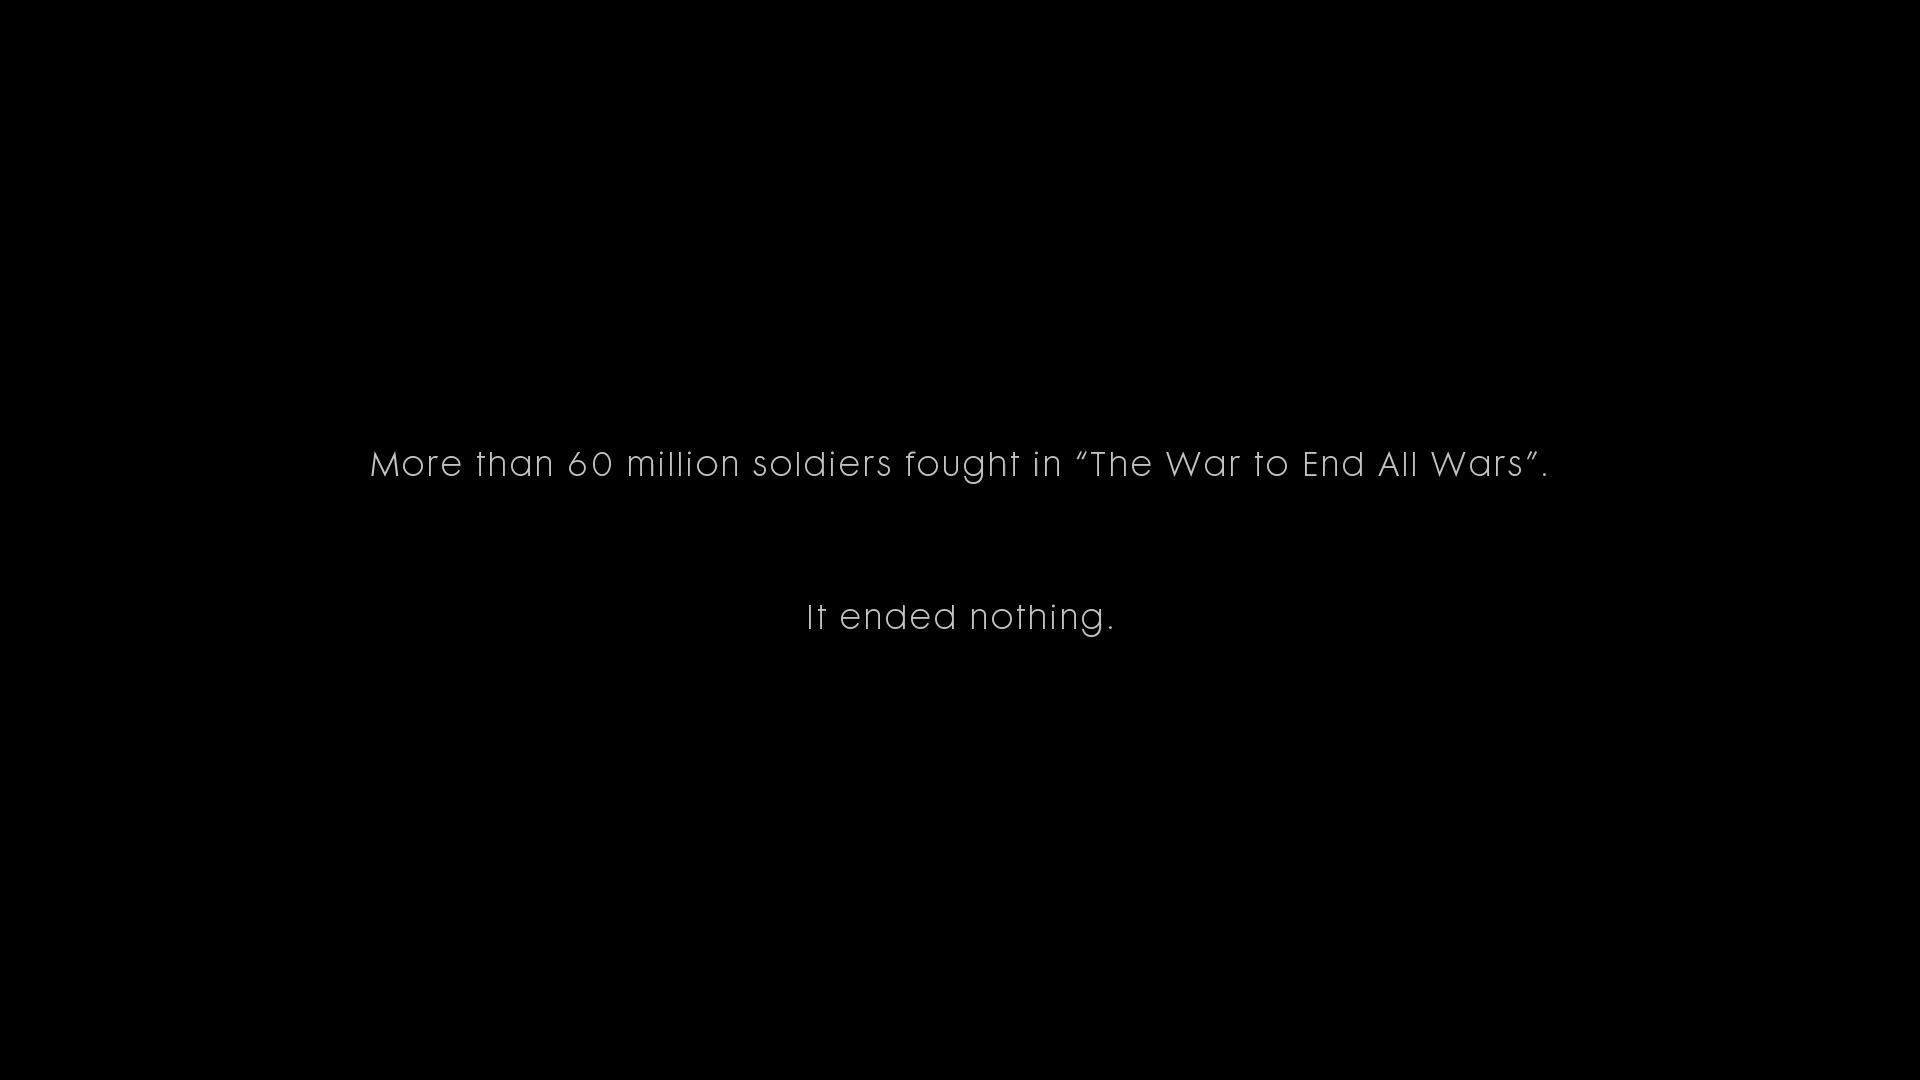 More than 60 million soldiers fought in “The War to End All Wars”.
It ended nothing.